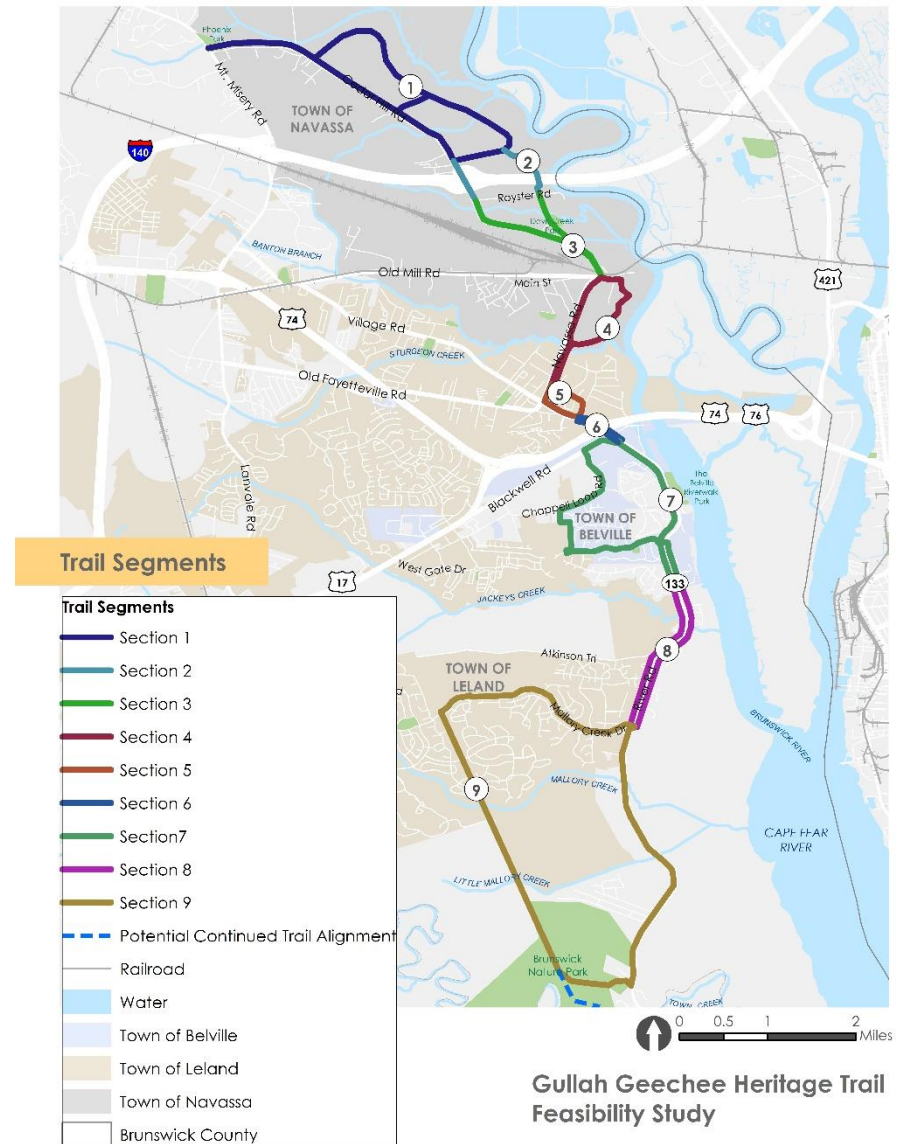 Phoenix
Park
Mt. Misery Rd
Cedar Hill Rd
1
TOWN OF
NAVASSA
140
2
Royster Rd
3
BANTON BRANCH
Old Mill Rd
Main St
421
74
Village Rd
Navassa Rd
4
STURGEON CREEK
Old Fayetteville Rd
5
74
76
6
Blackwell Rd
Lanvale Rd
Chappell Loop Rd
7
The
Belville
Riverwalk
Park
TOWN OF
BELVILLE
West Gate Dr
17
133
JACKEYS CREEK
8
Atkinson Trl
TOWN OF
LELAND
d
Mallory Creek Dr
BRUNSWICK RIVER
9
MALLORY CREEK
CAPE FEAR
RIVER
LITTLE MALLORY CREEK
Brunswick
Nature Park
TOWN CREEK
Trail Segments
Trail Segments
Section 1
Section 2
Section 3
Section 4
Section 5
Section 6
Section7
Section 8
Section 9
Potential Continued Trail Alignment
Railroad
Water
Town of Belville
Town of Leland
Town of Navassa
Brunswick County
0 0.5 1 2
Miles
Gullah Geechee Heritage Trail
Feasibility Study